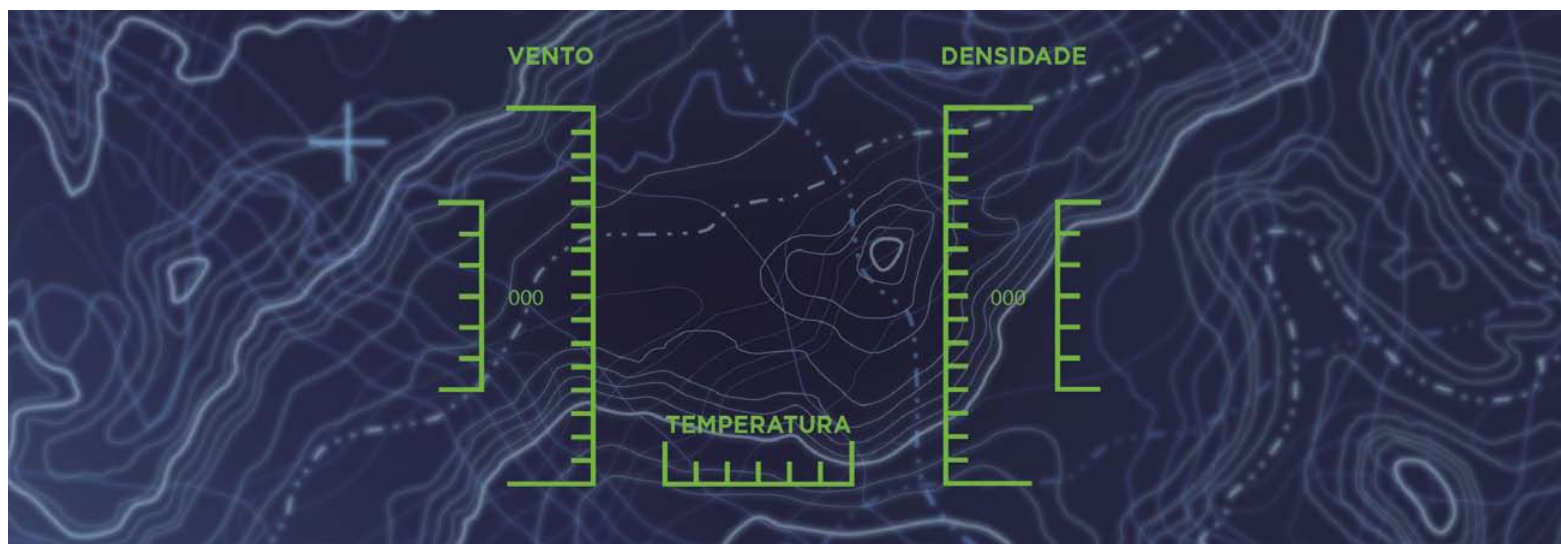 VENTO
DENSIDADE
000
000
TEMPERATURA